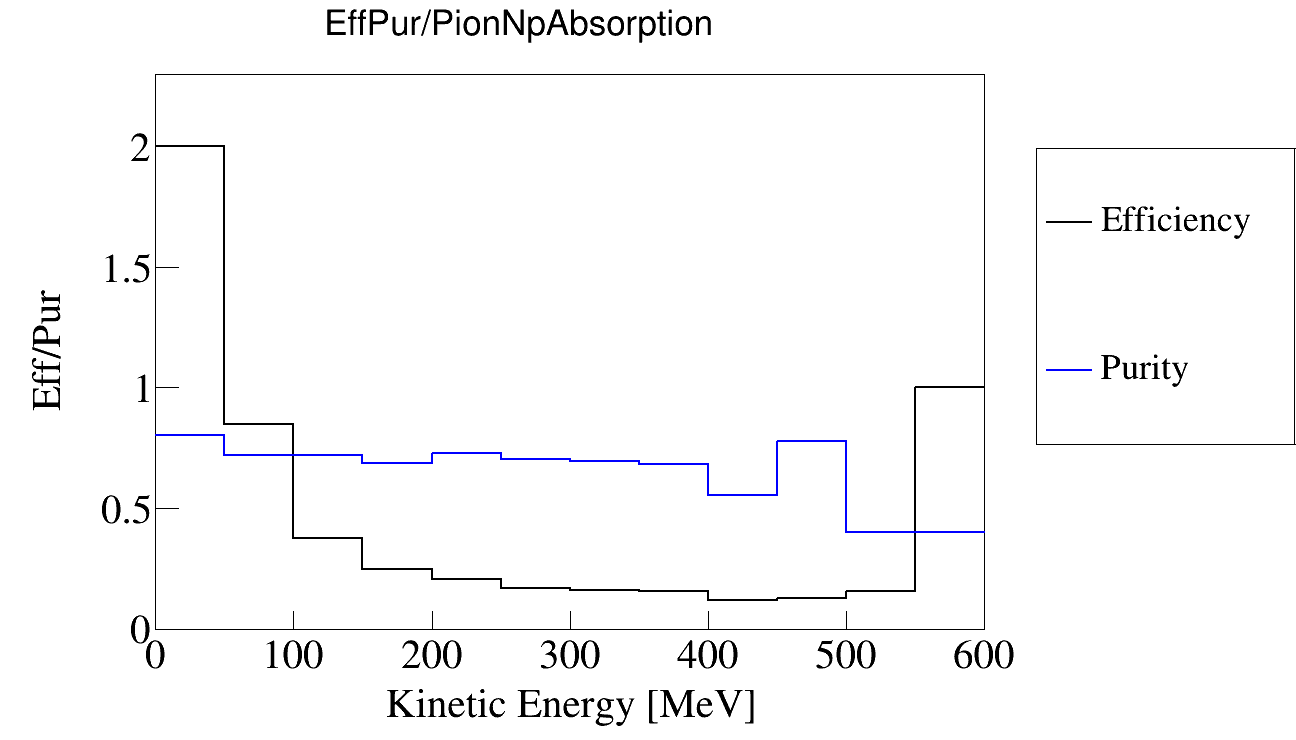 EffPur/PionNpAbsorption
2
1.5
1
0.5
0
Eff/Pur
0 100 200 300 400 500 600
Kinetic Energy [MeV]
Efficiency
Purity